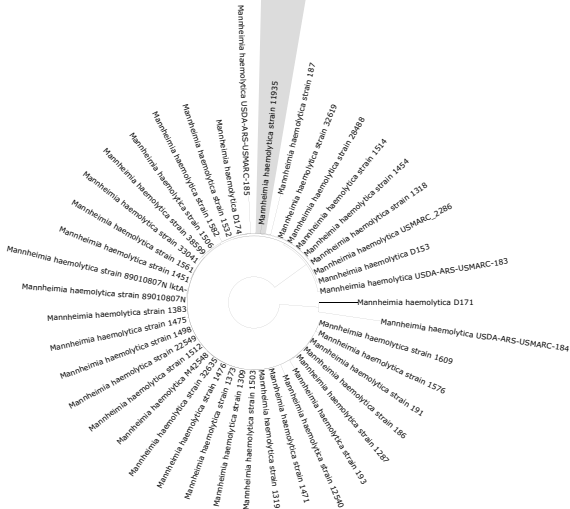 Mannheimia haemolytica USDA-ARS-USMARC-185
Mannheimia haemolytica strain 11935
Mannheimia haemolytica strain 187
Mannheimia haemolytica strain 32619
Mannheimia haemolytica strain 28488
Mannheimia haemolytica strain 1514
Mannheimia haemolytica strain 1454
Mannheimia haemolytica strain 1318
Mannheimia haemolytica USMARC_2286
Mannheimia haemolytica D153
Mannheimia haemolytica USDA-ARS-USMARC-183
Mannheimia haemolytica D171
Mannheimia haemolytica USDA-ARS-USMARC-184
Mannheimia haemolytica strain 1609
Mannheimia haemolytica strain 1576
Mannheimia haemolytica strain 191
Mannheimia haemolytica strain 186
Mannheimia haemolytica strain 1287
Mannheimia haemolytica strain 193
Mannheimia haemolytica strain 12540
Mannheimia haemolytica strain 1471
Mannheimia haemolytica strain 1319
Mannheimia haemolytica strain 1503
Mannheimia haemolytica strain 1309
Mannheimia haemolytica strain 1373
Mannheimia haemolytica strain 1476
Mannheimia haemolytica strain 32635
Mannheimia haemolytica M42548
Mannheimia haemolytica strain 1512
Mannheimia haemolytica strain 22549
Mannheimia haemolytica strain 1498
Mannheimia haemolytica strain 1475
Mannheimia haemolytica strain 1383
Mannheimia haemolytica strain 89010807N
Mannheimia haemolytica strain 89010807N lktA-
Mannheimia haemolytica strain 1451
Mannheimia haemolytica strain 1561
Mannheimia haemolytica strain 33041
Mannheimia haemolytica strain 38599
Mannheimia haemolytica strain 1506
Mannheimia haemolytica strain 1582
Mannheimia haemolytica strain 1532
Mannheimia haemolytica D174